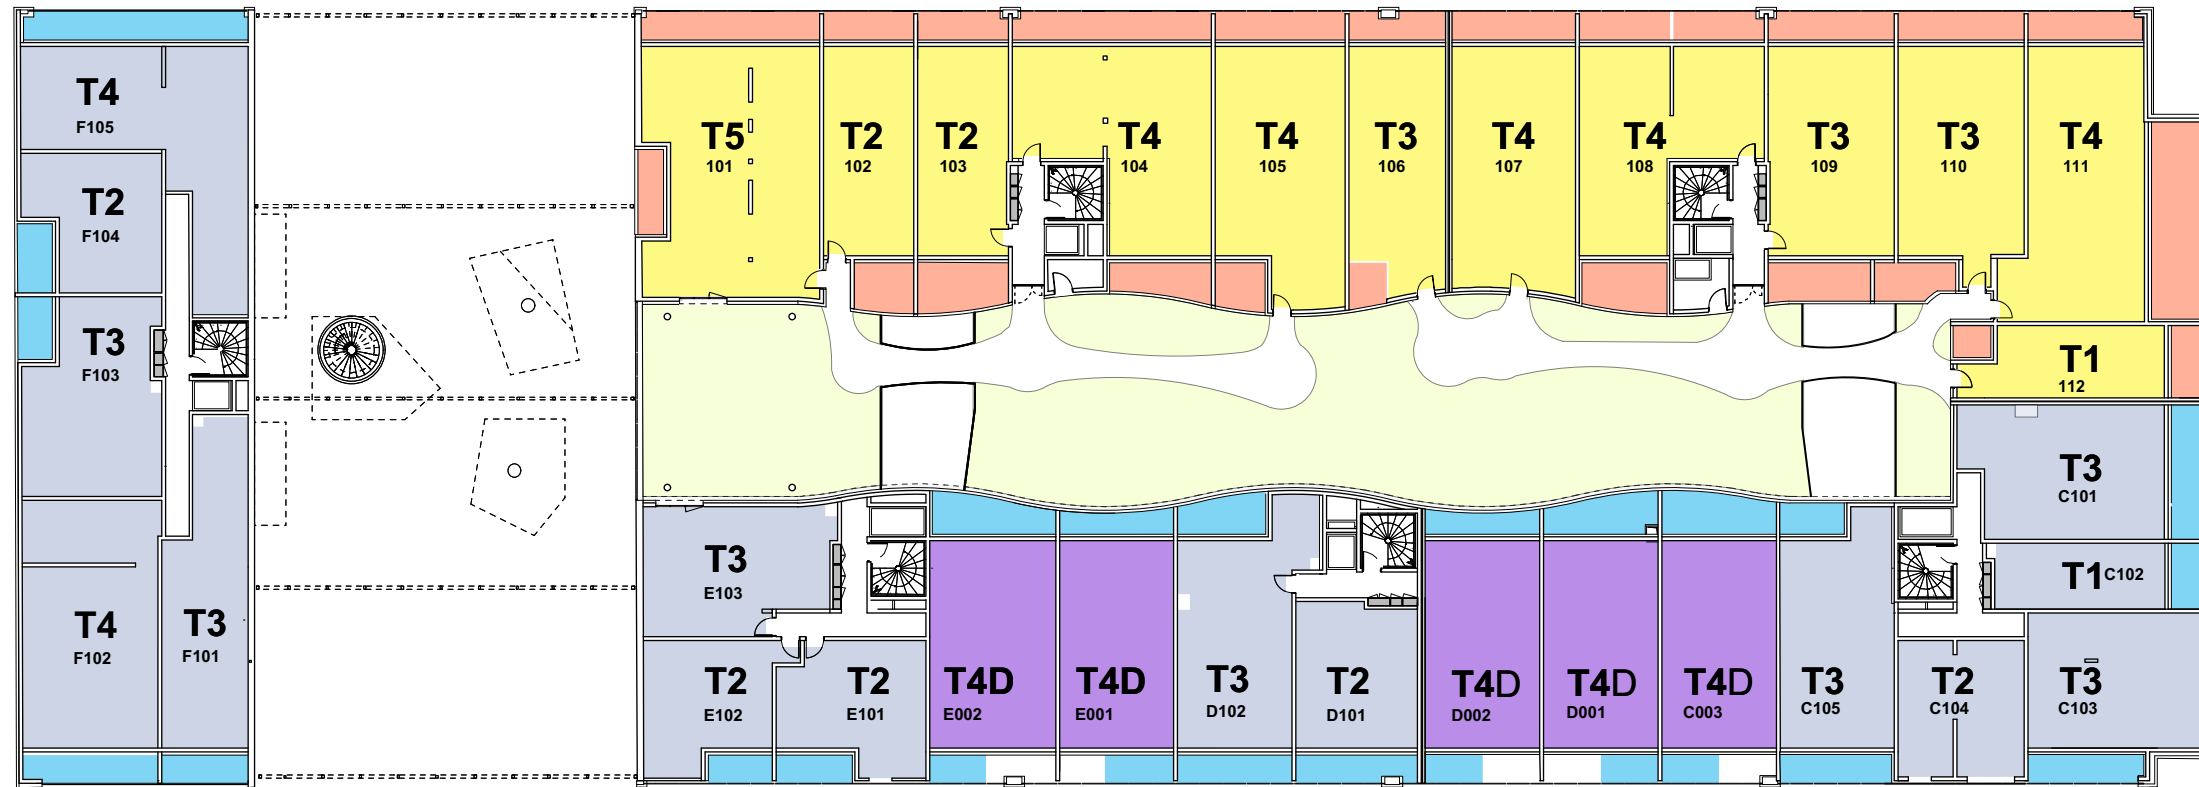 T4
F105
T2
F104
T3
F103
T4
F102
T3
F101
T5
101
T2
102
T2
103
T4
104
T4
105
T3
106
T4
107
T4
108
T3
109
T3
110
T4
111
T1
112
T3
C101
T1 C102
T3
C103
T3
E103
T2
E102
T2
E101
T4D
E002
T4D
E001
T3
D102
T2
D101
T4D
D002
T4D
D001
T4D
C003
T3
C105
T2
C104